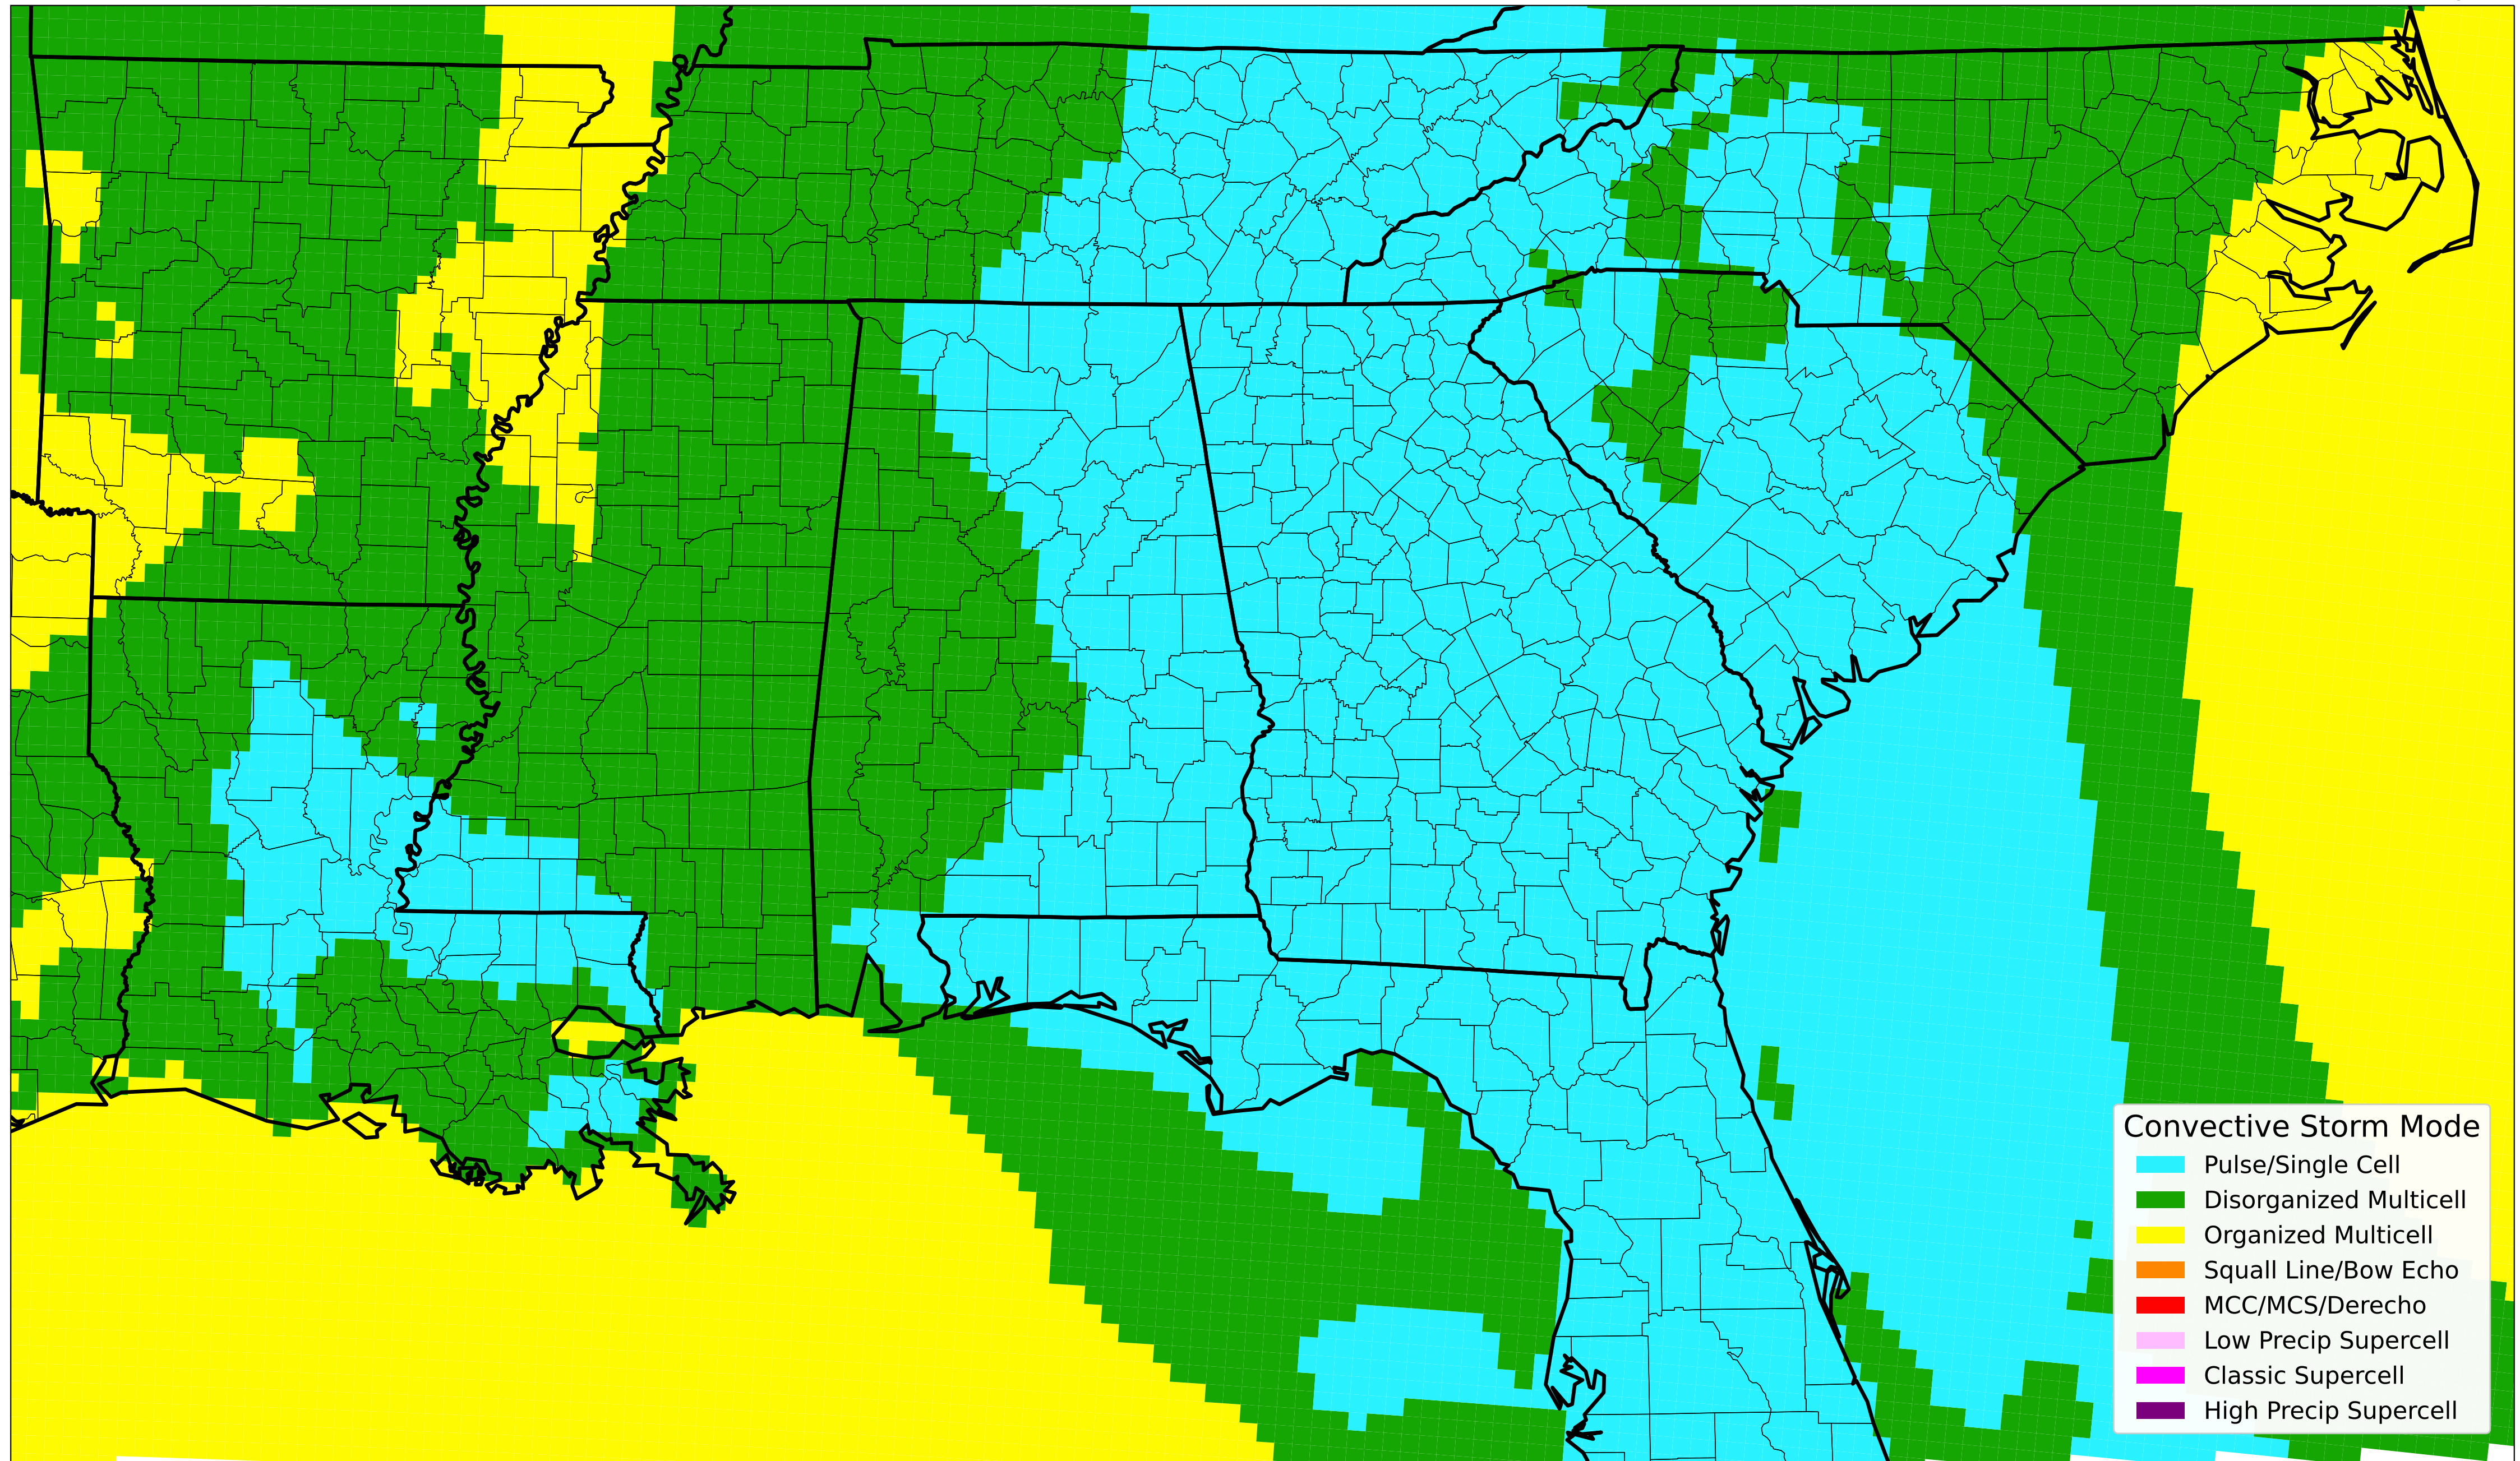 Convective Storm Mode
Pulse/Single Cell
Disorganized Multicell
Organized Multicell
Squall Line/Bow Echo
MCC/MCS/Derecho
Low Precip Supercell
Classic Supercell
High Precip Supercell